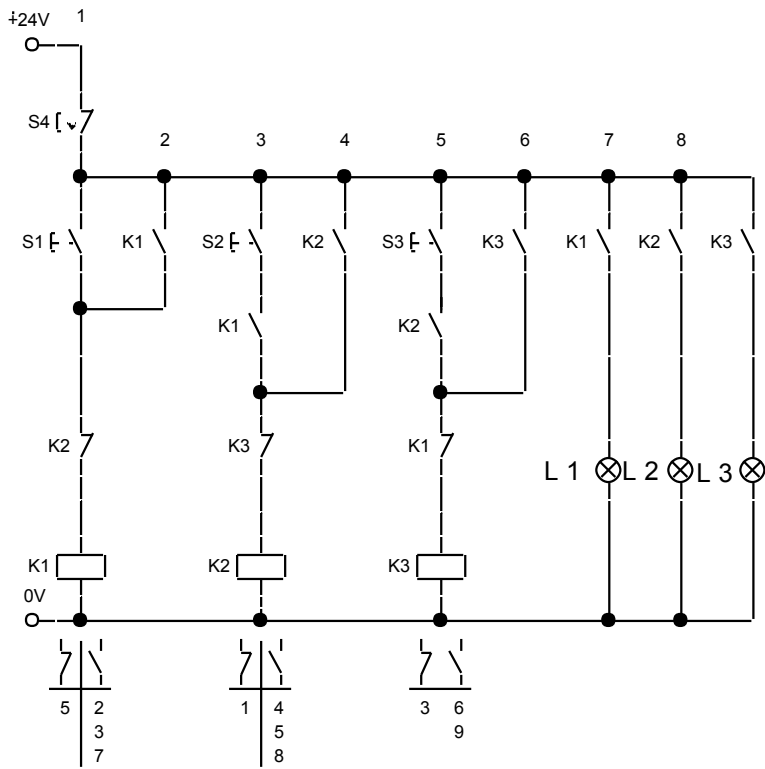 +24V 1
S4
2 3 4 5 6 7 8
S1 K1 S2 K2 S3 K3 K1 K2 K3
K1 K2
K2 K3 K1
L 1 L 2 L 3
K1 K2 K3
0V
5 2 1 4 3 6
3 5 9
7 8